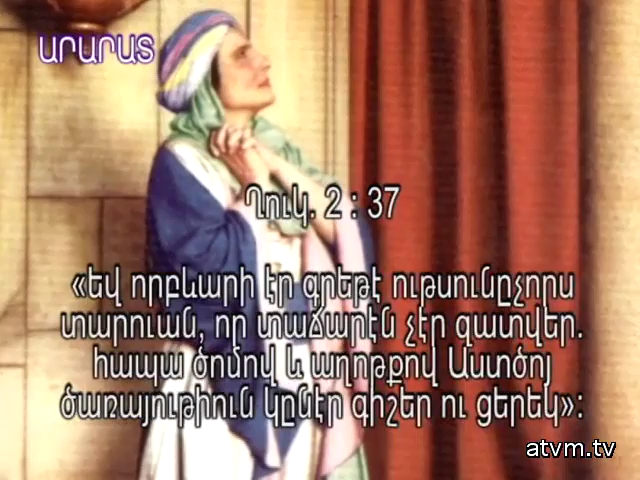 ԱՐԱՐԱՏ
Ղուկ. 2 : 37
«եվ որբևարի էր գրեթէ ութսունըչորս
տարուան, որ տաճարէն չէր զատվեր.
հապա ծոմով և աղոթքով Աստծոյ
ծառայութիուն կընէր գիշեր ու ցերեկ»:
atvm.tv